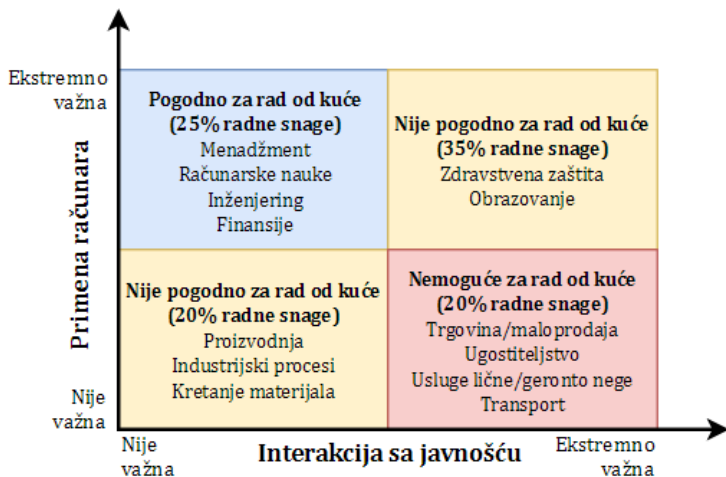 Primena računara
Ekstremno
važna
Nije
važna
Pogodno za rad od kuće
(25% radne snage)
Menadžment
Računarske nauke
Inženjering
Finansije
Nije pogodno za rad od kuće
(35% radne snage)
Zdravstvena zaštita
Obrazovanje
Nije pogodno za rad od kuće
(20% radne snage)
Proizvodnja
Industrijski procesi
Kretanje materijala
Nemoguće za rad od kuće
(20% radne snage)
Trgovina/maloprodaja
Ugostiteljstvo
Usluge lične/geronto nege
Transport
Nije
važna
Interakcija sa javnošću
Ekstremno
važna